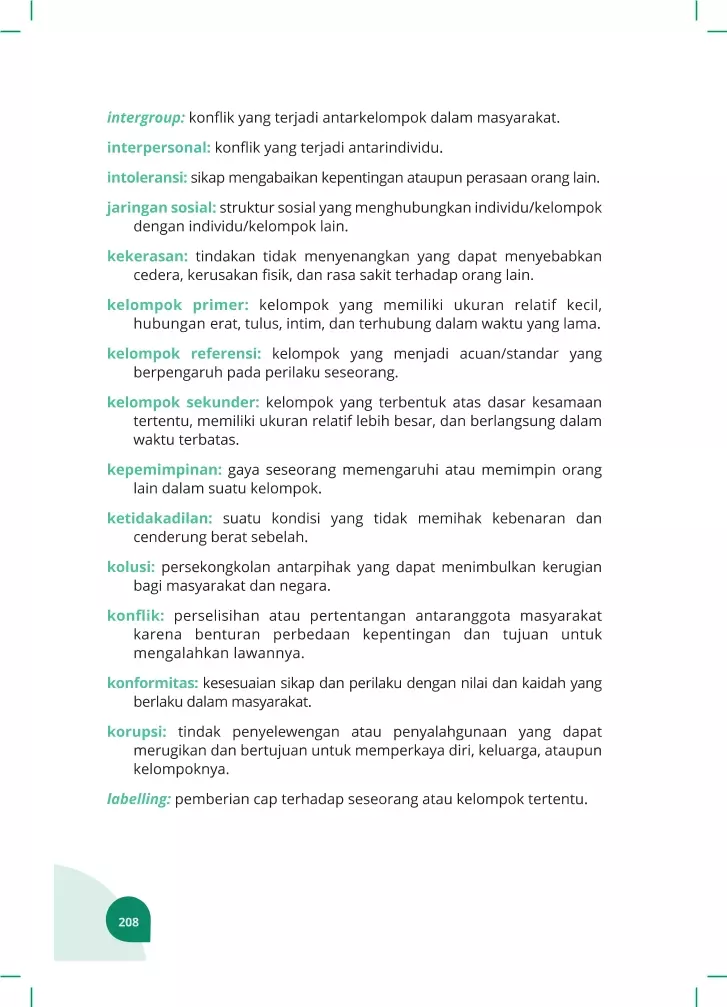 intergroup: konflik yang terjadi antarkelompok dalam masyarakat.
interpersonal: konflik yang terjadi antarindividu.
intoleransi: sikap mengabaikan kepentingan ataupun perasaan orang lain.
jaringan sosial: struktur sosial yang menghubungkan individu/kelompok
dengan individu/kelompok lain.
kekerasan: tindakan tidak menyenangkan yang dapat menyebabkan
cedera, kerusakan fisik, dan rasa sakit terhadap orang lain.
kelompok primer: kelompok yang memiliki ukuran relatif kecil,
hubungan erat, tulus, intim, dan terhubung dalam waktu yang lama.
kelompok referensi: kelompok yang menjadi acuan/standar yang
berpengaruh pada perilaku seseorang.
kelompok sekunder: kelompok yang terbentuk atas dasar kesamaan
tertentu, memiliki ukuran relatif lebih besar, dan berlangsung dalam
waktu terbatas.
kepemimpinan: gaya seseorang memengaruhi atau memimpin orang
lain dalam suatu kelompok.
ketidakadilan: suatu kondisi yang tidak memihak kebenaran dan
cenderung berat sebelah.
kolusi: persekongkolan antarpihak yang dapat menimbulkan kerugian
bagi masyarakat dan negara.
konflik: perselisihan atau pertentangan antaranggota masyarakat
karena benturan perbedaan kepentingan dan tujuan untuk
mengalahkan lawannya.
konformitas: kesesuaian sikap dan perilaku dengan nilai dan kaidah yang
berlaku dalam masyarakat.
korupsi: tindak penyelewengan atau penyalahgunaan yang dapat
merugikan dan bertujuan untuk memperkaya diri, keluarga, ataupun
kelompoknya.
labelling: pemberian cap terhadap seseorang atau kelompok tertentu.
208